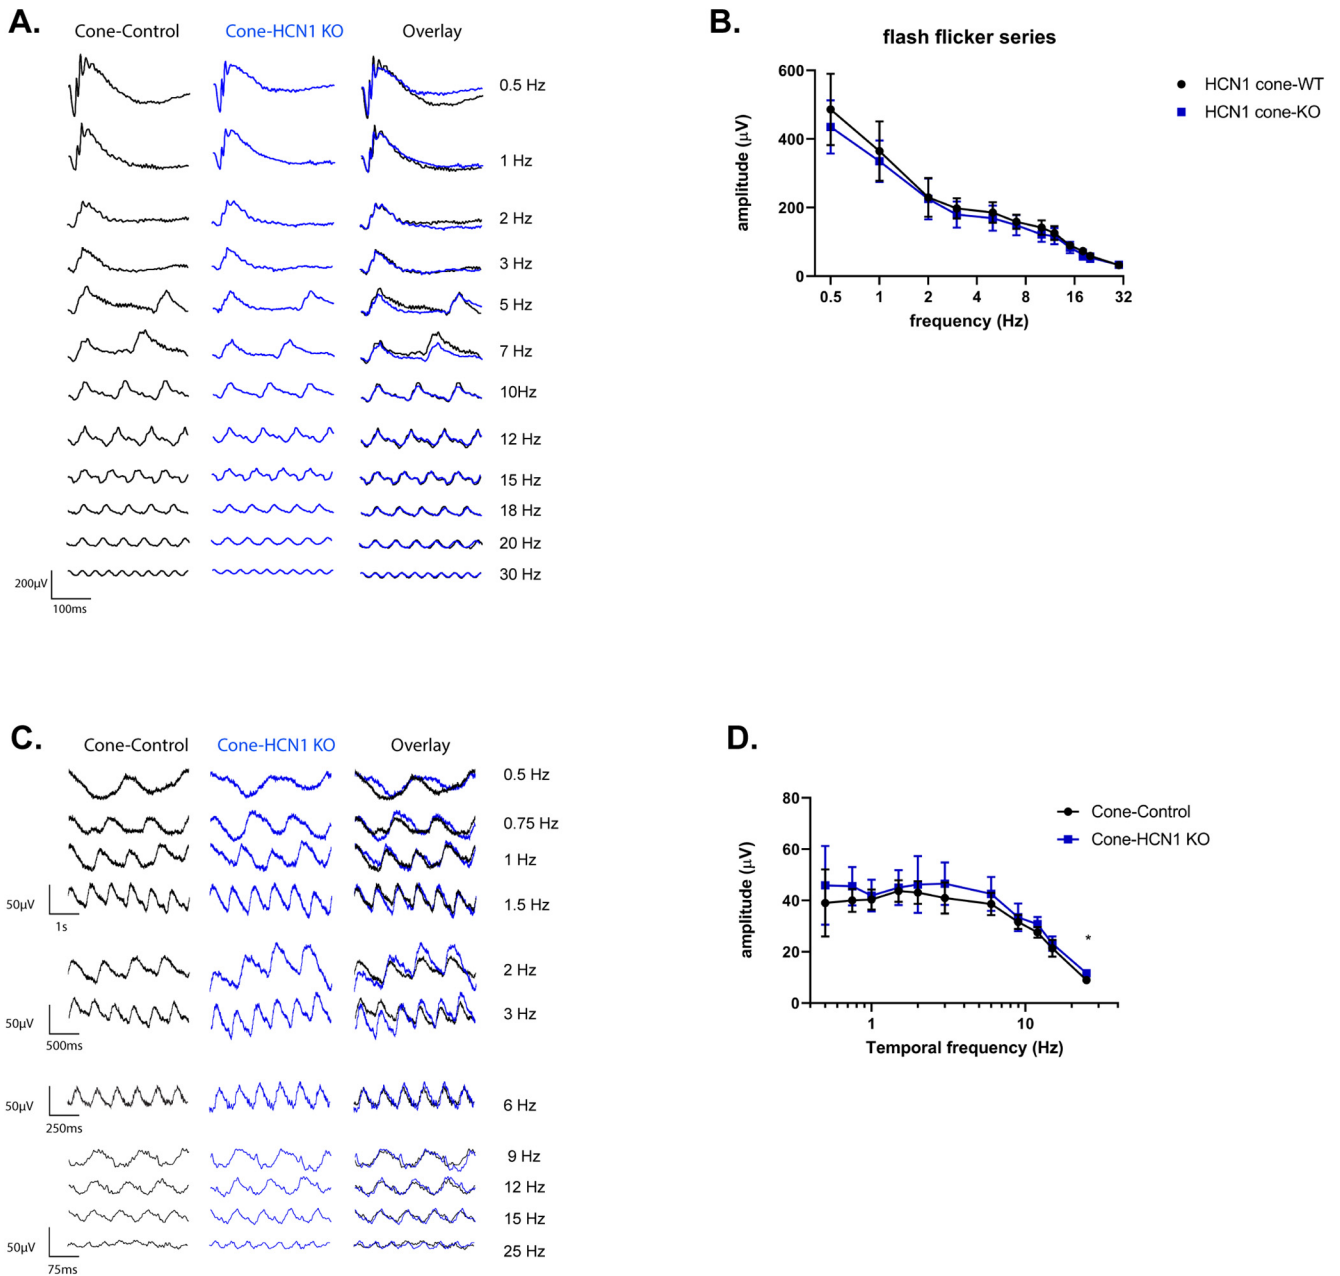 A.
Cone-Control Cone-HCN1 KO Overlay
0.5 Hz
1 Hz
2 Hz
3 Hz
5 Hz
7 Hz
10Hz
12 Hz
15 Hz
18 Hz
20 Hz
30 Hz
200µV
100ms
B.
flash flicker series
600
400
200
0
amplitude (µV)
0.5 1 2 4 8 16 32
frequency (Hz)
HCN1 cone-WT
HCN1 cone-KO
C.
Cone-Control Cone-HCN1 KO Overlay
0.5 Hz
0.75 Hz
1 Hz
1.5 Hz
50µV
1s
2 Hz
3 Hz
50µV
500ms
6 Hz
50µV
250ms
9 Hz
12 Hz
15 Hz
25 Hz
50µV
75ms
D.
80
60
40
20
0
amplitude (µV)
1 10
Temporal frequency (Hz)
Cone-Control
Cone-HCN1 KO
*